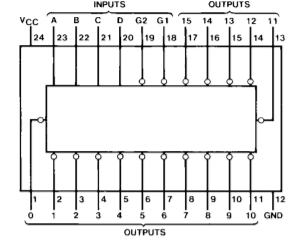 INPUTS OUTPUTS
VCC A B C D G2 G1 15 14 13 12 11
24 23 22 21 20 19 18 17 16 15 14 13
1 2 3 4 5 6 7 8 9 10 11 12
0 1 2 3 4 5 6 7 8 9 10 GND
OUTPUTS